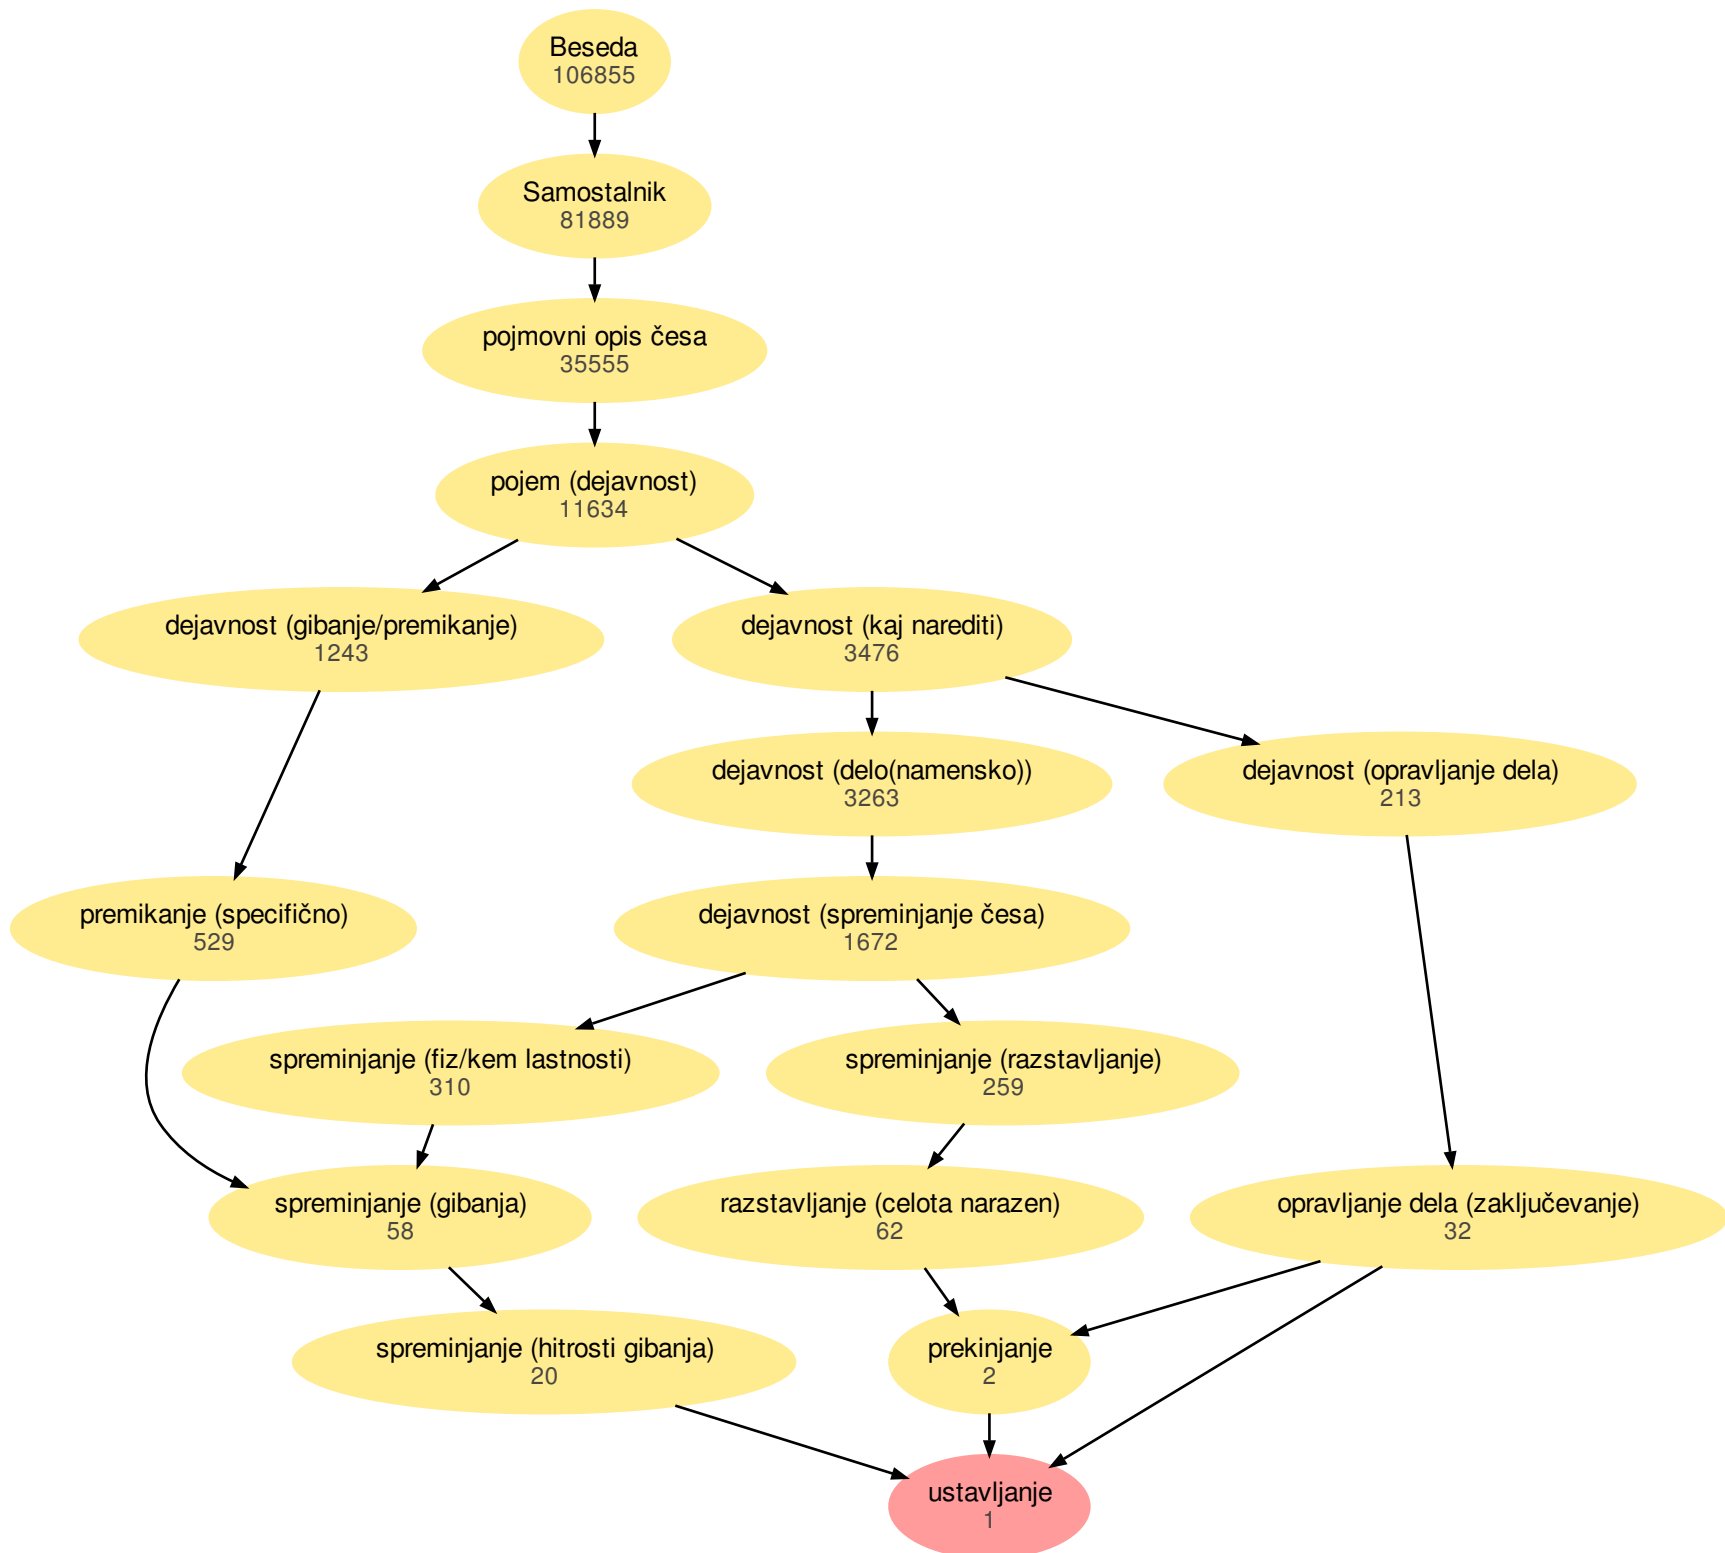 Beseda
106855
Samostalnik
81889
pojmovni opis česa
35555
pojem (dejavnost)
11634
dejavnost (gibanje/premikanje)
1243
dejavnost (kaj narediti)
3476
dejavnost (delo(namensko))
3263
dejavnost (opravljanje dela)
213
premikanje (specifično)
529
dejavnost (spreminjanje česa)
1672
spreminjanje (fiz/kem lastnosti)
310
spreminjanje (razstavljanje)
259
spreminjanje (gibanja)
58
razstavljanje (celota narazen)
62
opravljanje dela (zaključevanje)
32
spreminjanje (hitrosti gibanja)
20
prekinjanje
2
ustavljanje
1